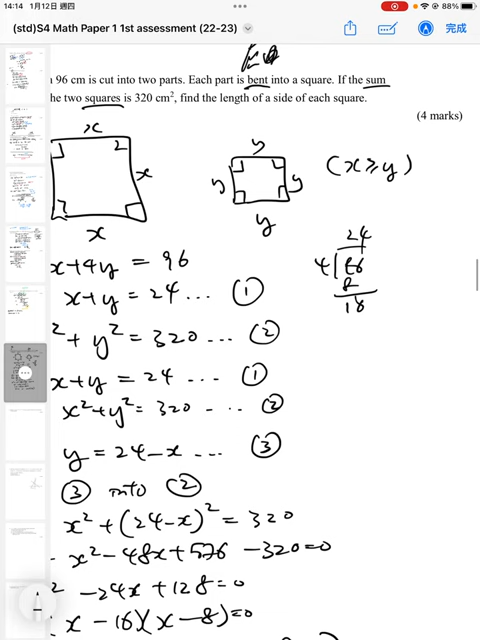 14:14 1月12日 週四 88%
(std)S4 Math Paper 1 1st assessment (22-23) 完成
96 cm is cut into two parts. Each part is bent into a square. If the sum
he two squares is 320 cm², find the length of a side of each square.
(4 marks)
x
x
x
y
y
y
y
(x ≥ y)
x+4y = 96
x+y = 24 ... ①
² + y² = 320 ... ②
x+y = 24 ... ①
x²+y² = 320 ... ②
y = 24-x ... ③
③ into ②
x² + (24-x)² = 320
x² - 48x + 576 - 320 = 0
² - 24x + 128 = 0
x - 16)(x - 8) = 0
24
4
8
16